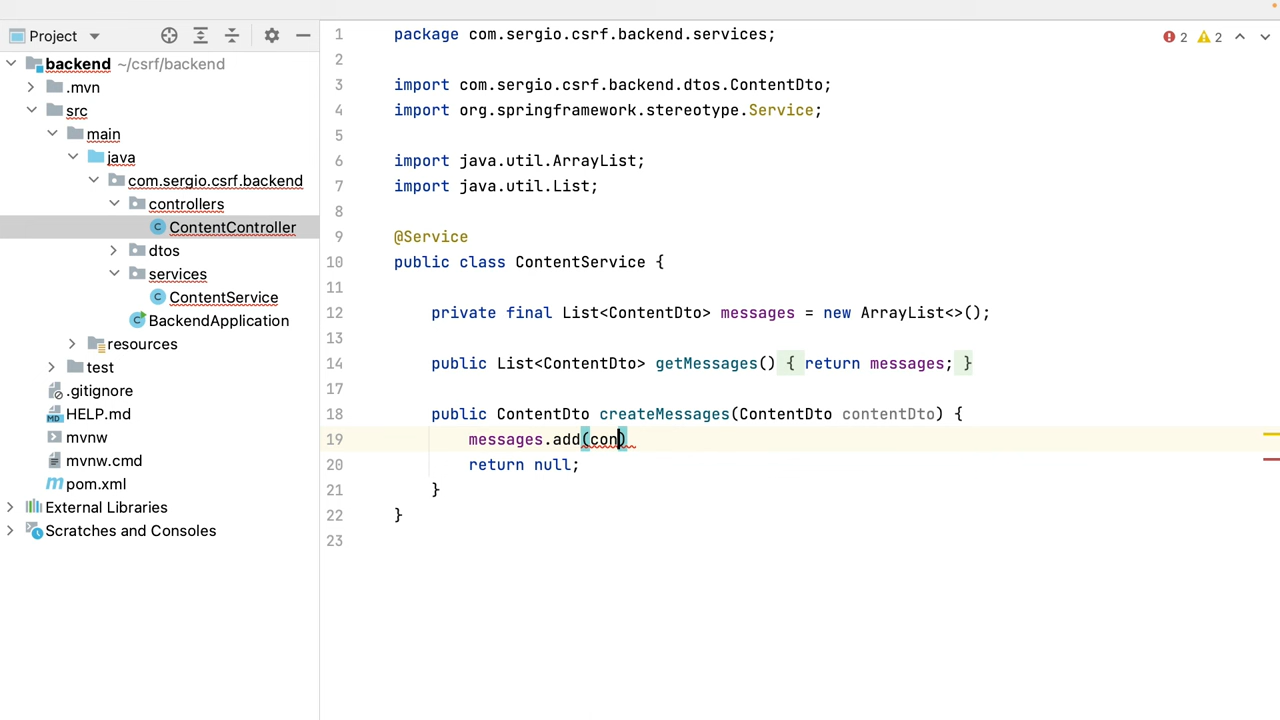 Project
backend ~/csrf/backend
.mvn
src
main
java
com.sergio.csrf.backend
controllers
ContentController
dtos
services
ContentService
BackendApplication
resources
test
.gitignore
HELP.md
mvnw
mvnw.cmd
pom.xml
External Libraries
Scratches and Consoles
2 2
1 package com.sergio.csrf.backend.services;
2
3 import com.sergio.csrf.backend.dtos.ContentDto;
4 import org.springframework.stereotype.Service;
5
6 import java.util.ArrayList;
7 import java.util.List;
8
9 @Service
10 public class ContentService {
11
12 private final List<ContentDto> messages = new ArrayList<>();
13
14 public List<ContentDto> getMessages() { return messages; }
17
18 public ContentDto createMessages(ContentDto contentDto) {
19 messages.add(con)
20 return null;
21 }
22 }
23